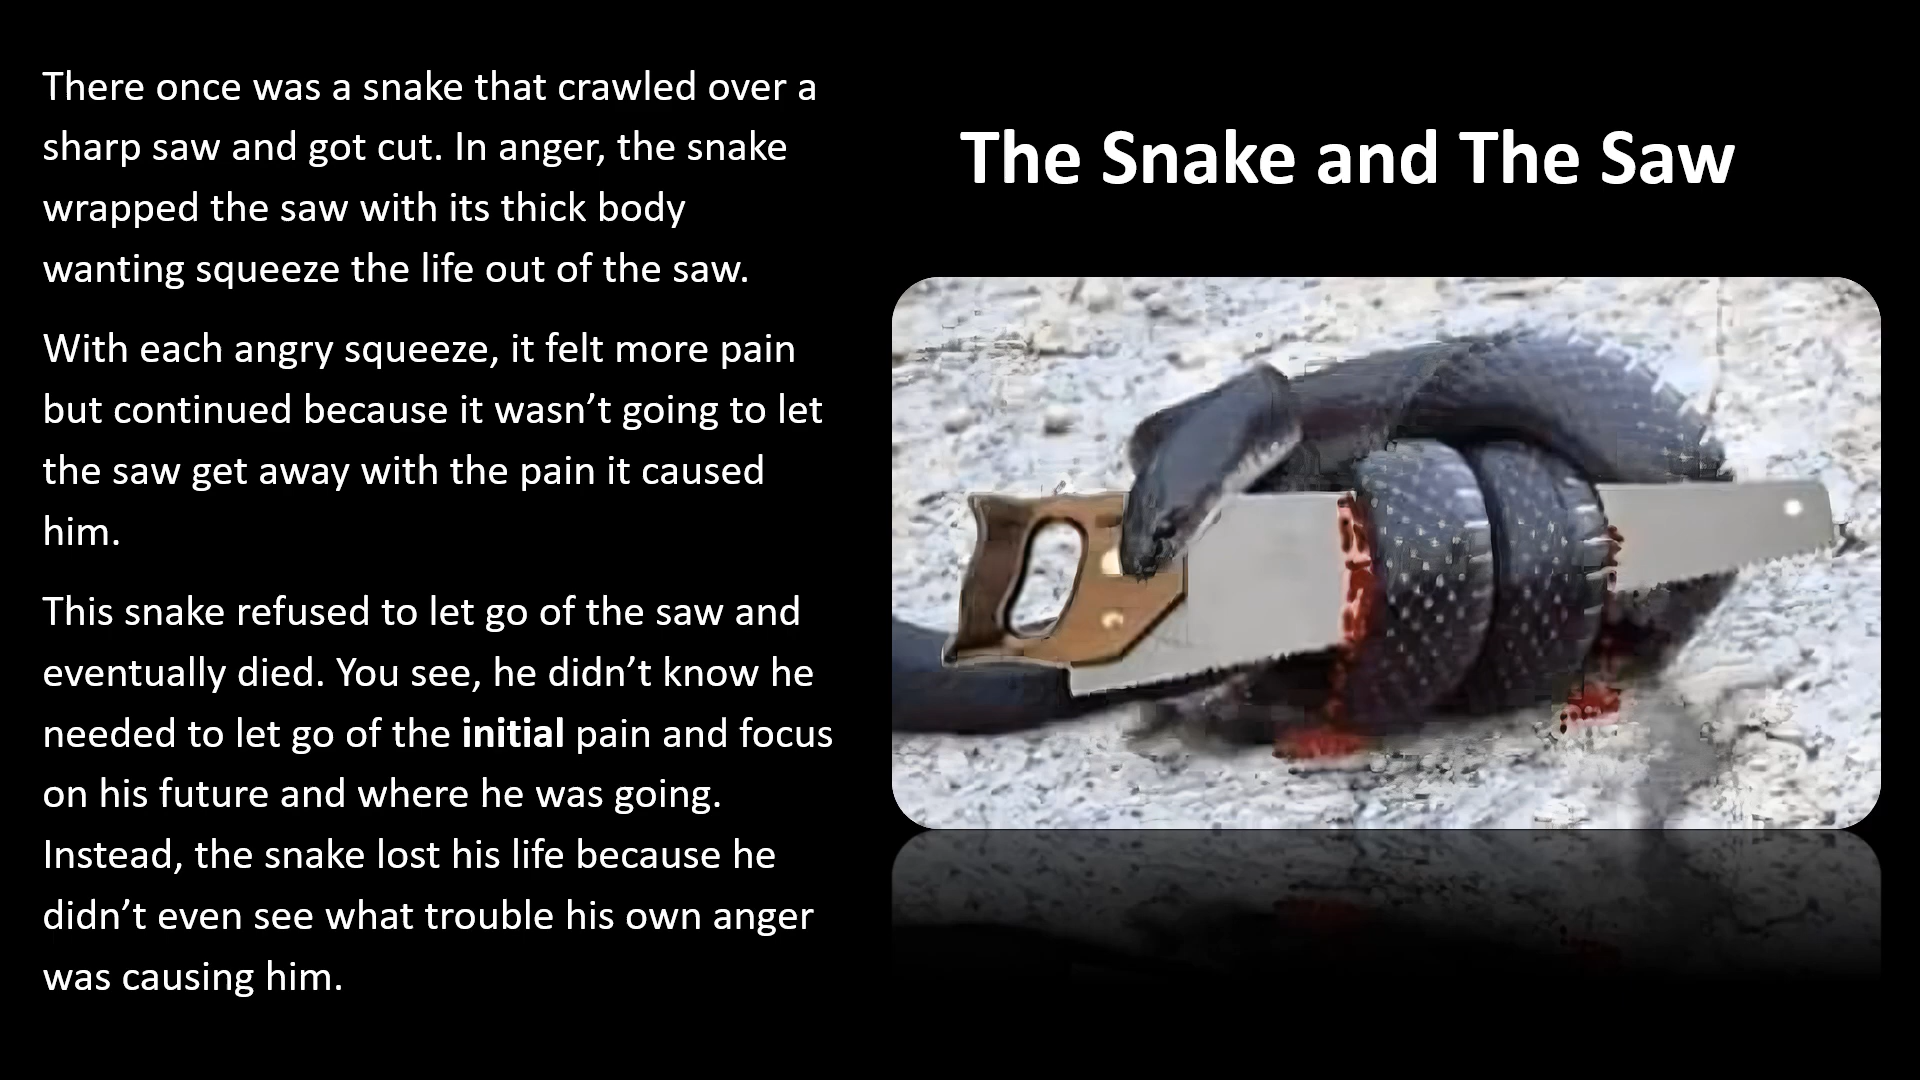 There once was a snake that crawled over a
sharp saw and got cut. In anger, the snake
wrapped the saw with its thick body
wanting squeeze the life out of the saw.
With each angry squeeze, it felt more pain
but continued because it wasn’t going to let
the saw get away with the pain it caused
him.
This snake refused to let go of the saw and
eventually died. You see, he didn’t know he
needed to let go of the initial pain and focus
on his future and where he was going.
Instead, the snake lost his life because he
didn’t even see what trouble his own anger
was causing him.
The Snake and The Saw